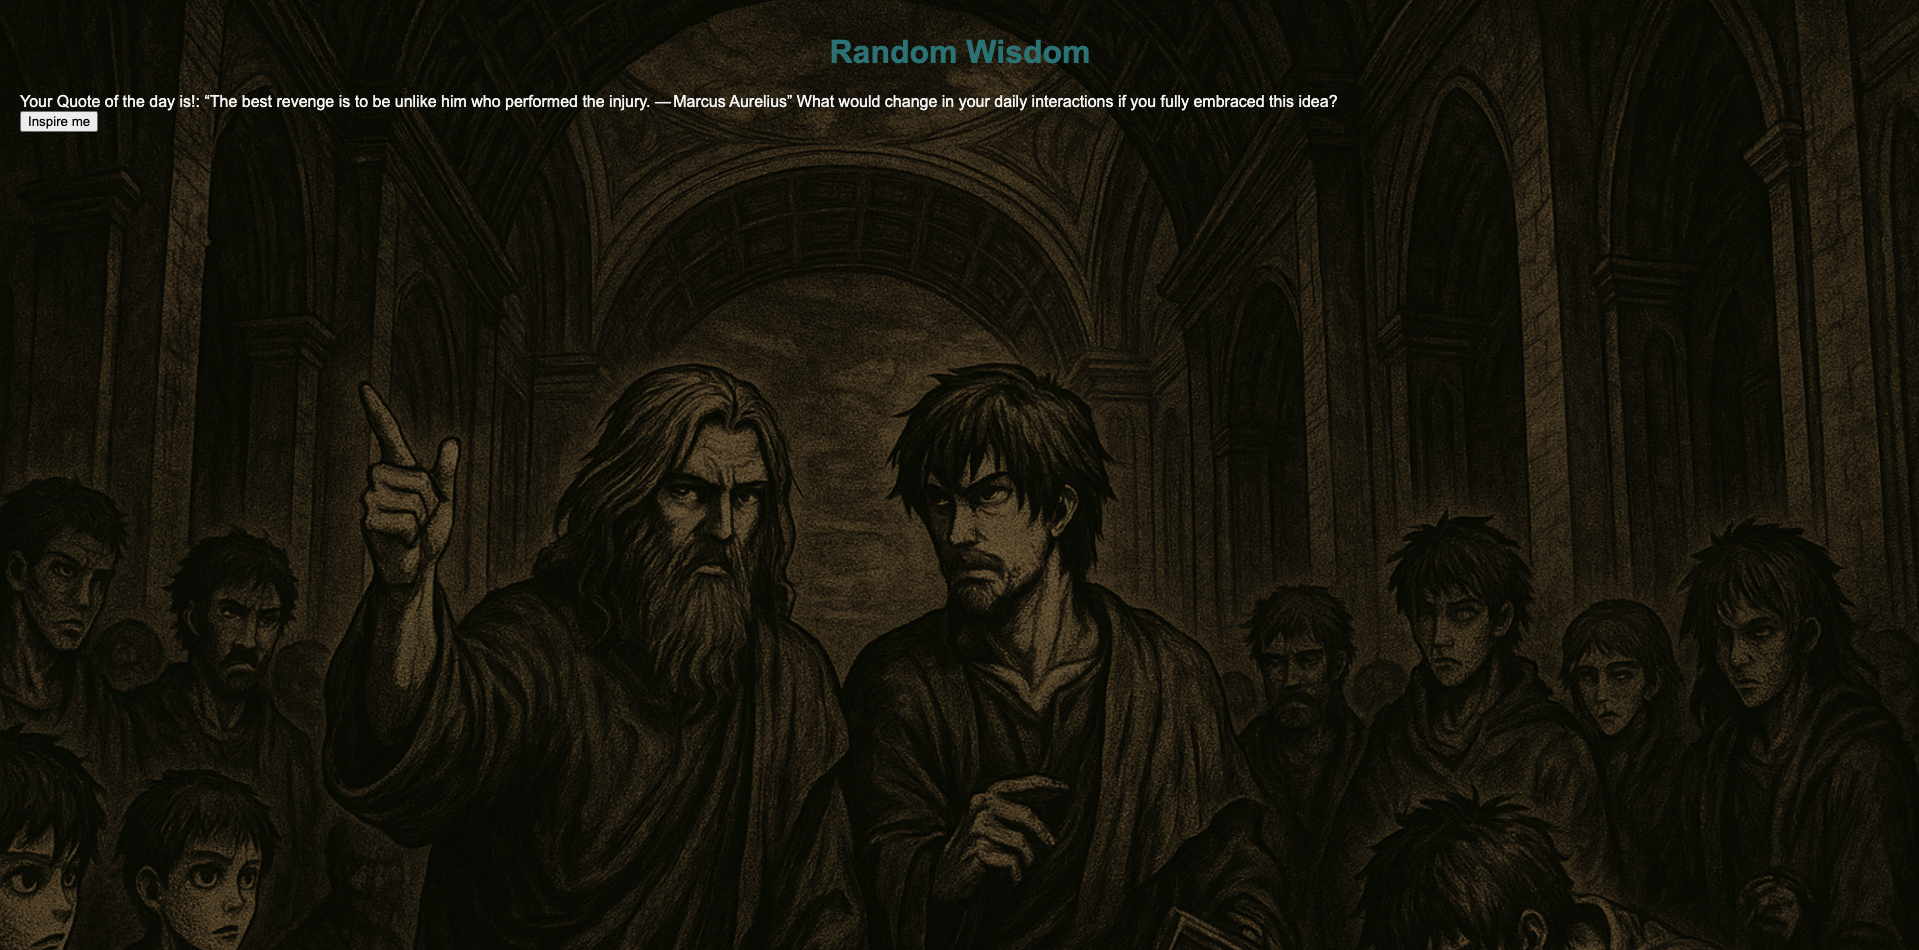 Random Wisdom
Your Quote of the day is!: “The best revenge is to be unlike him who performed the injury. — Marcus Aurelius” What would change in your daily interactions if you fully embraced this idea?
Inspire me